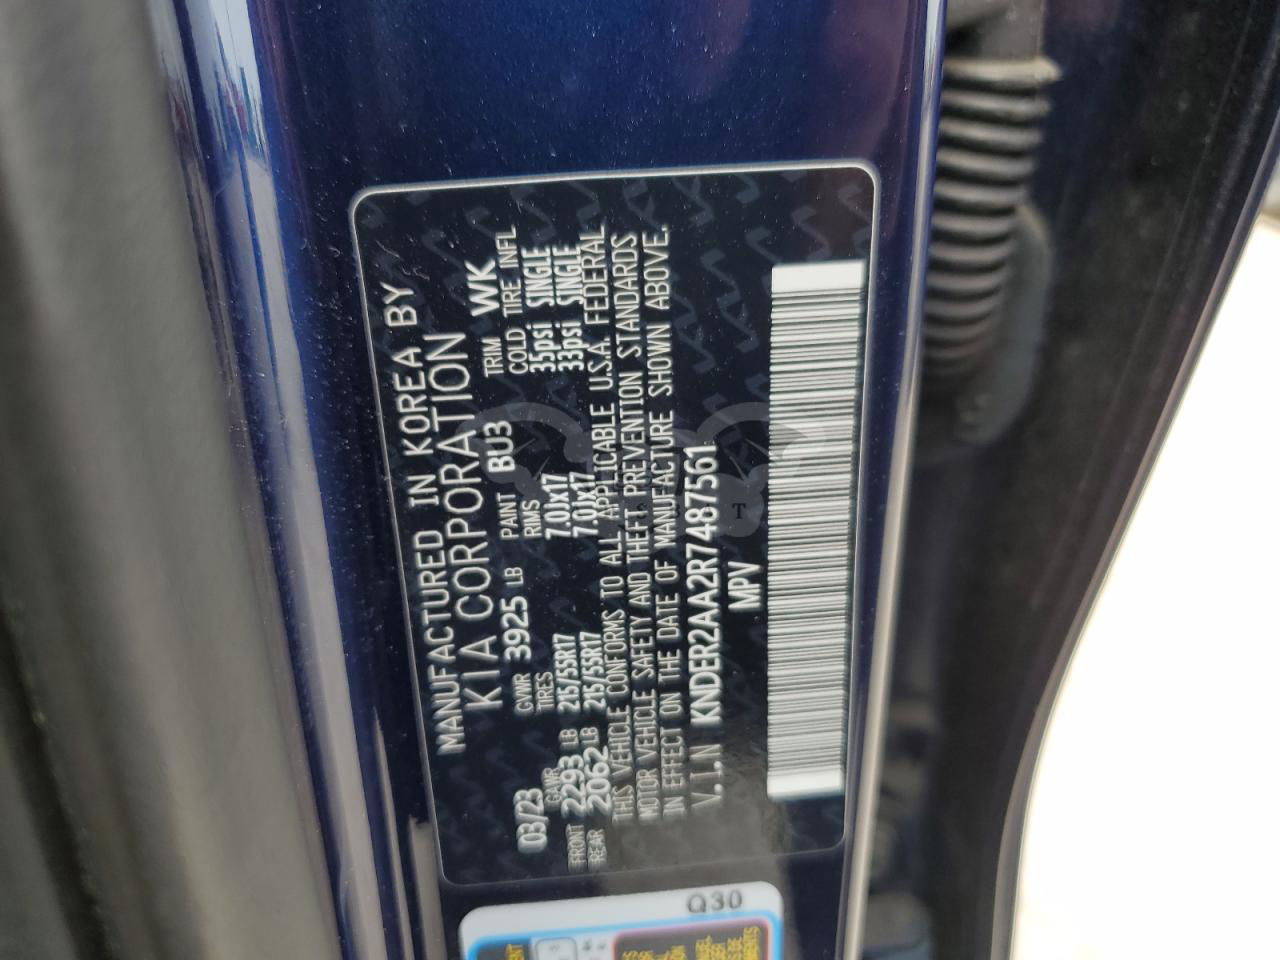 MANUFACTURED IN KOREA BY
KIA CORPORATION
03/23 GVWR 3925 LB PAINT BU3 TRIM WK
GAWR TIRES RIMS COLD TIRE INFL
FRONT 2293 LB 215/55R17 7.0Jx17 35psi SINGLE
REAR 2062 LB 215/55R17 7.0Jx17 33psi SINGLE
THIS VEHICLE CONFORMS TO ALL APPLICABLE U.S.A. FEDERAL
MOTOR VEHICLE SAFETY AND THEFT PREVENTION STANDARDS
IN EFFECT ON THE DATE OF MANUFACTURE SHOWN ABOVE.
V.I.N KNDER2AA2R7487561
MPV
Q30